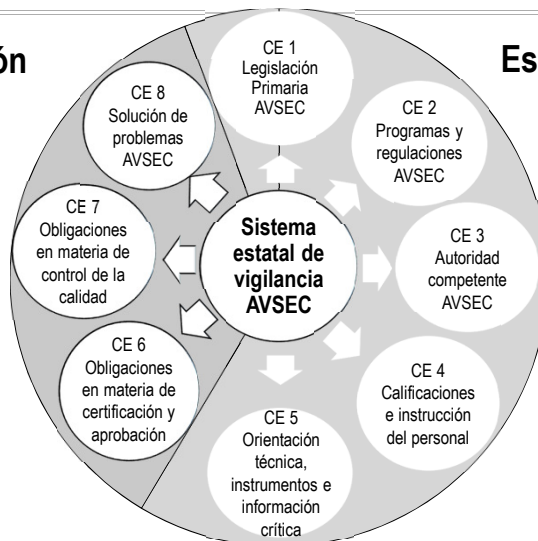 ón
Es
CE 1
Legislación
Primaria
AVSEC
CE 2
Programas y
regulaciones
AVSEC
CE 3
Autoridad
competente
AVSEC
CE 4
Calificaciones
e instrucción
del personal
CE 5
Orientación
técnica,
instrumentos e
información
crítica
CE 6
Obligaciones
en materia de
certificación y
aprobación
CE 7
Obligaciones
en materia de
control de la
calidad
CE 8
Solución de
problemas
AVSEC
Sistema
estatal de
vigilancia
AVSEC